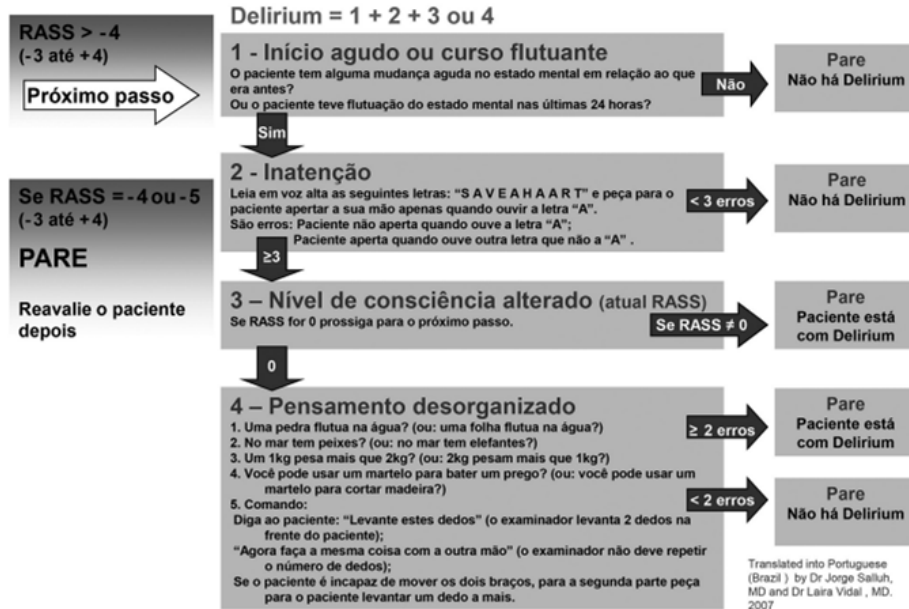 Delirium = 1 + 2 + 3 ou 4
RASS > -4
(-3 até +4)
Próximo passo
1 - Início agudo ou curso flutuante
O paciente tem alguma mudança aguda no estado mental em relação ao que
era antes?
Ou o paciente teve flutuação do estado mental nas últimas 24 horas?
Não
Pare
Não há Delirium
Sim
2 - Inatenção
Leia em voz alta as seguintes letras: “S A V E A H A A R T” e peça para o
paciente apertar a sua mão apenas quando ouvir a letra “A”.
São erros: Paciente não aperta quando ouve a letra “A”;
Paciente aperta quando ouve outra letra que não a “A” .
< 3 erros
Pare
Não há Delirium
Se RASS = -4 ou -5
(-3 até +4)
PARE
Reavalie o paciente
depois
≥3
3 – Nível de consciência alterado (atual RASS)
Se RASS for 0 prossiga para o próximo passo.
Se RASS ≠ 0
Pare
Paciente está
com Delirium
0
4 – Pensamento desorganizado
1. Uma pedra flutua na água? (ou: uma folha flutua na água?)
2. No mar tem peixes? (ou: no mar tem elefantes?)
3. Um 1kg pesa mais que 2kg? (ou: 2kg pesam mais que 1kg?)
4. Você pode usar um martelo para bater um prego? (ou: você pode usar um
martelo para cortar madeira?)
5. Comando:
Diga ao paciente: “Levante estes dedos” (o examinador levanta 2 dedos na
frente do paciente);
“Agora faça a mesma coisa com a outra mão” (o examinador não deve repetir
o número de dedos);
Se o paciente é incapaz de mover os dois braços, para a segunda parte peça
para o paciente levantar um dedo a mais.
≥ 2 erros
Pare
Paciente está
com Delirium
< 2 erros
Pare
Não há Delirium
Translated into Portuguese
(Brazil ) by Dr Jorge Salluh,
MD and Dr Laira Vidal , MD.
2007